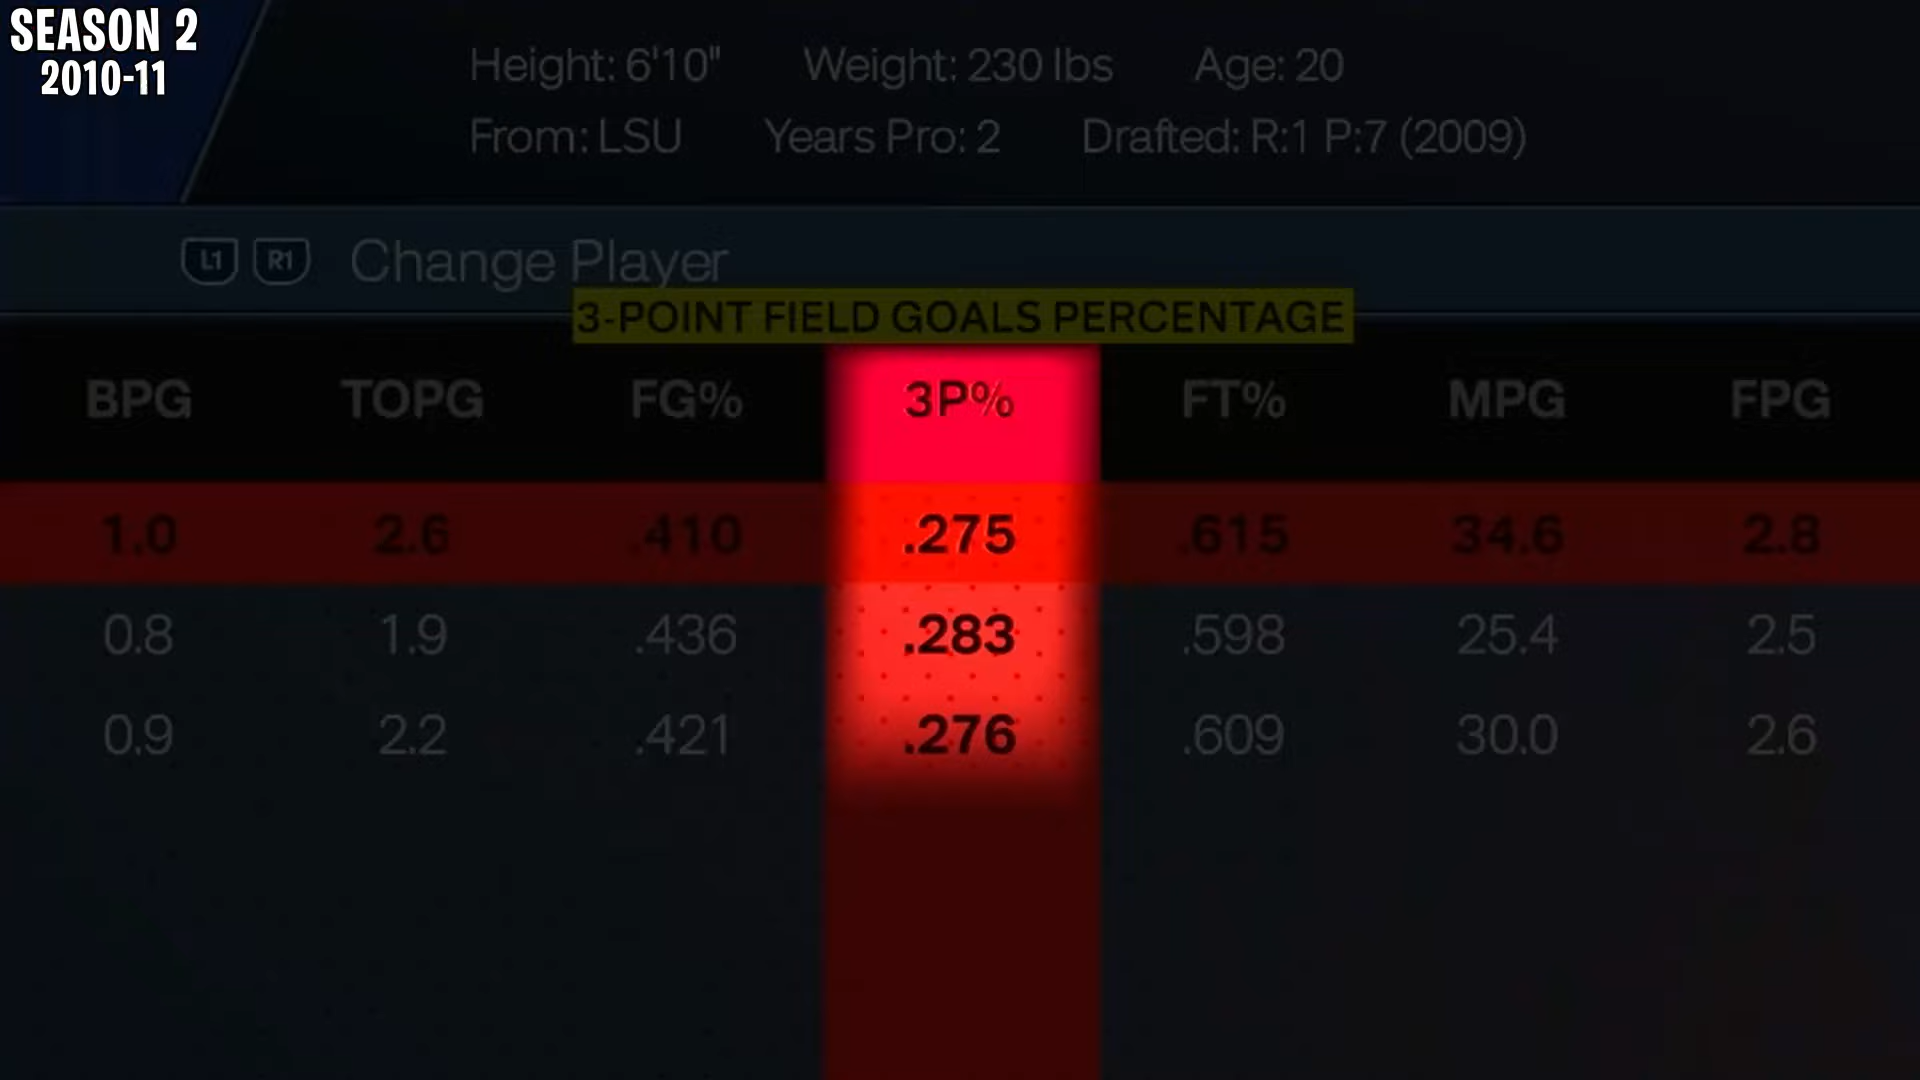 SEASON 2
2010-11
Height: 6'10" Weight: 230 lbs Age: 20
From: LSU Years Pro: 2 Drafted: R:1 P:7 (2009)
L1 R1 Change Player
3-POINT FIELD GOALS PERCENTAGE
BPG TOPG FG% 3P% FT% MPG FPG
1.0 2.6 .410 .275 .615 34.6 2.8
0.8 1.9 .436 .283 .598 25.4 2.5
0.9 2.2 .421 .276 .609 30.0 2.6